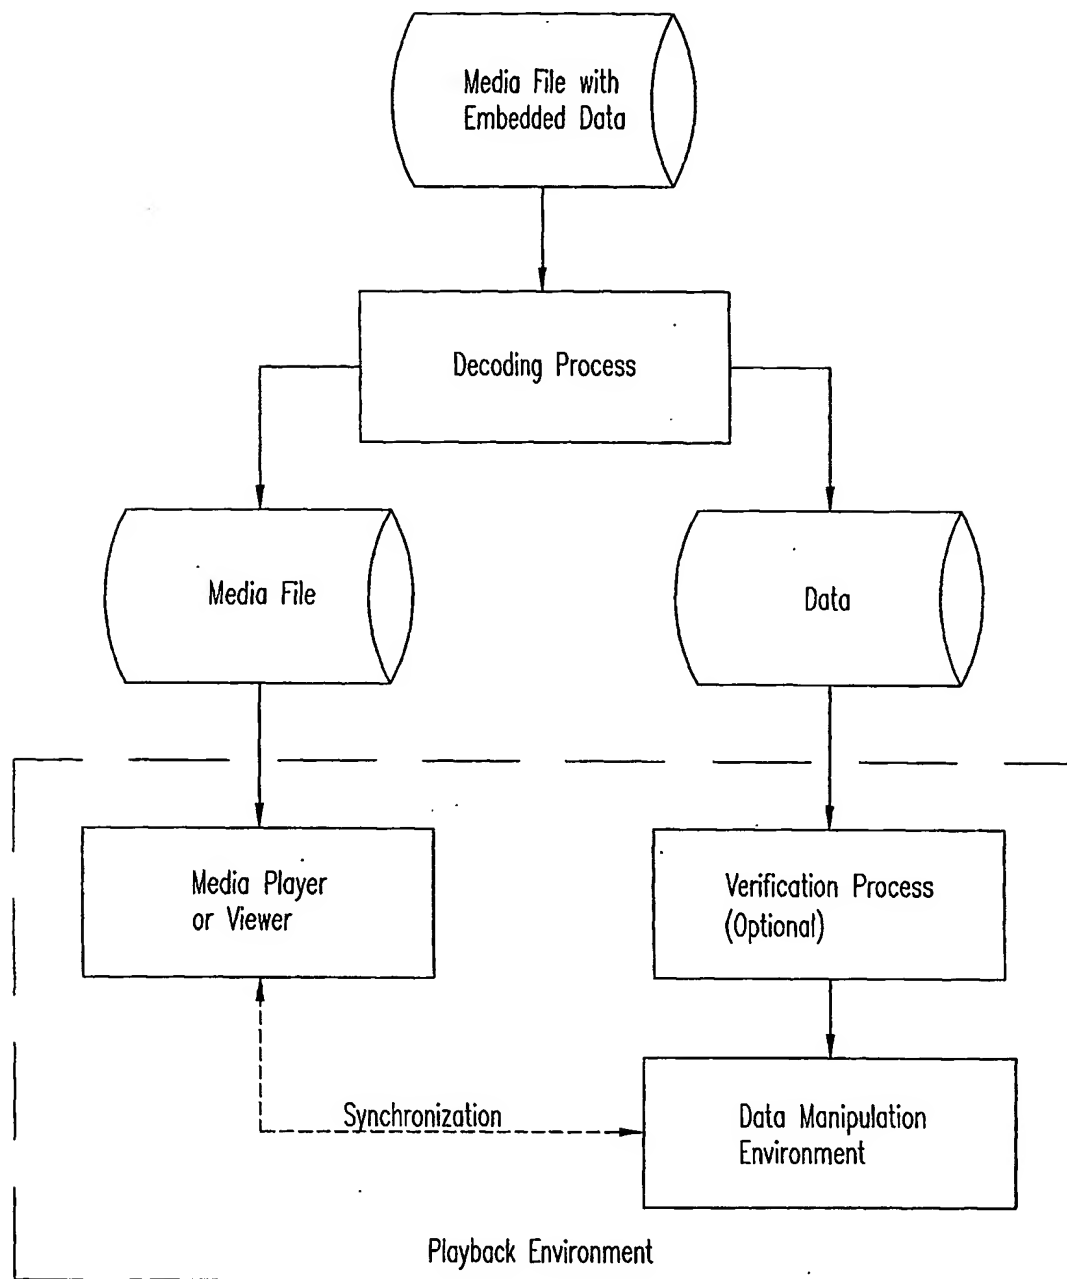 Media File with
Embedded Data
Decoding Process
Media File
Data
Media Player
or Viewer
Verification Process
(Optional)
Synchronization
Data Manipulation
Environment
Playback Environment